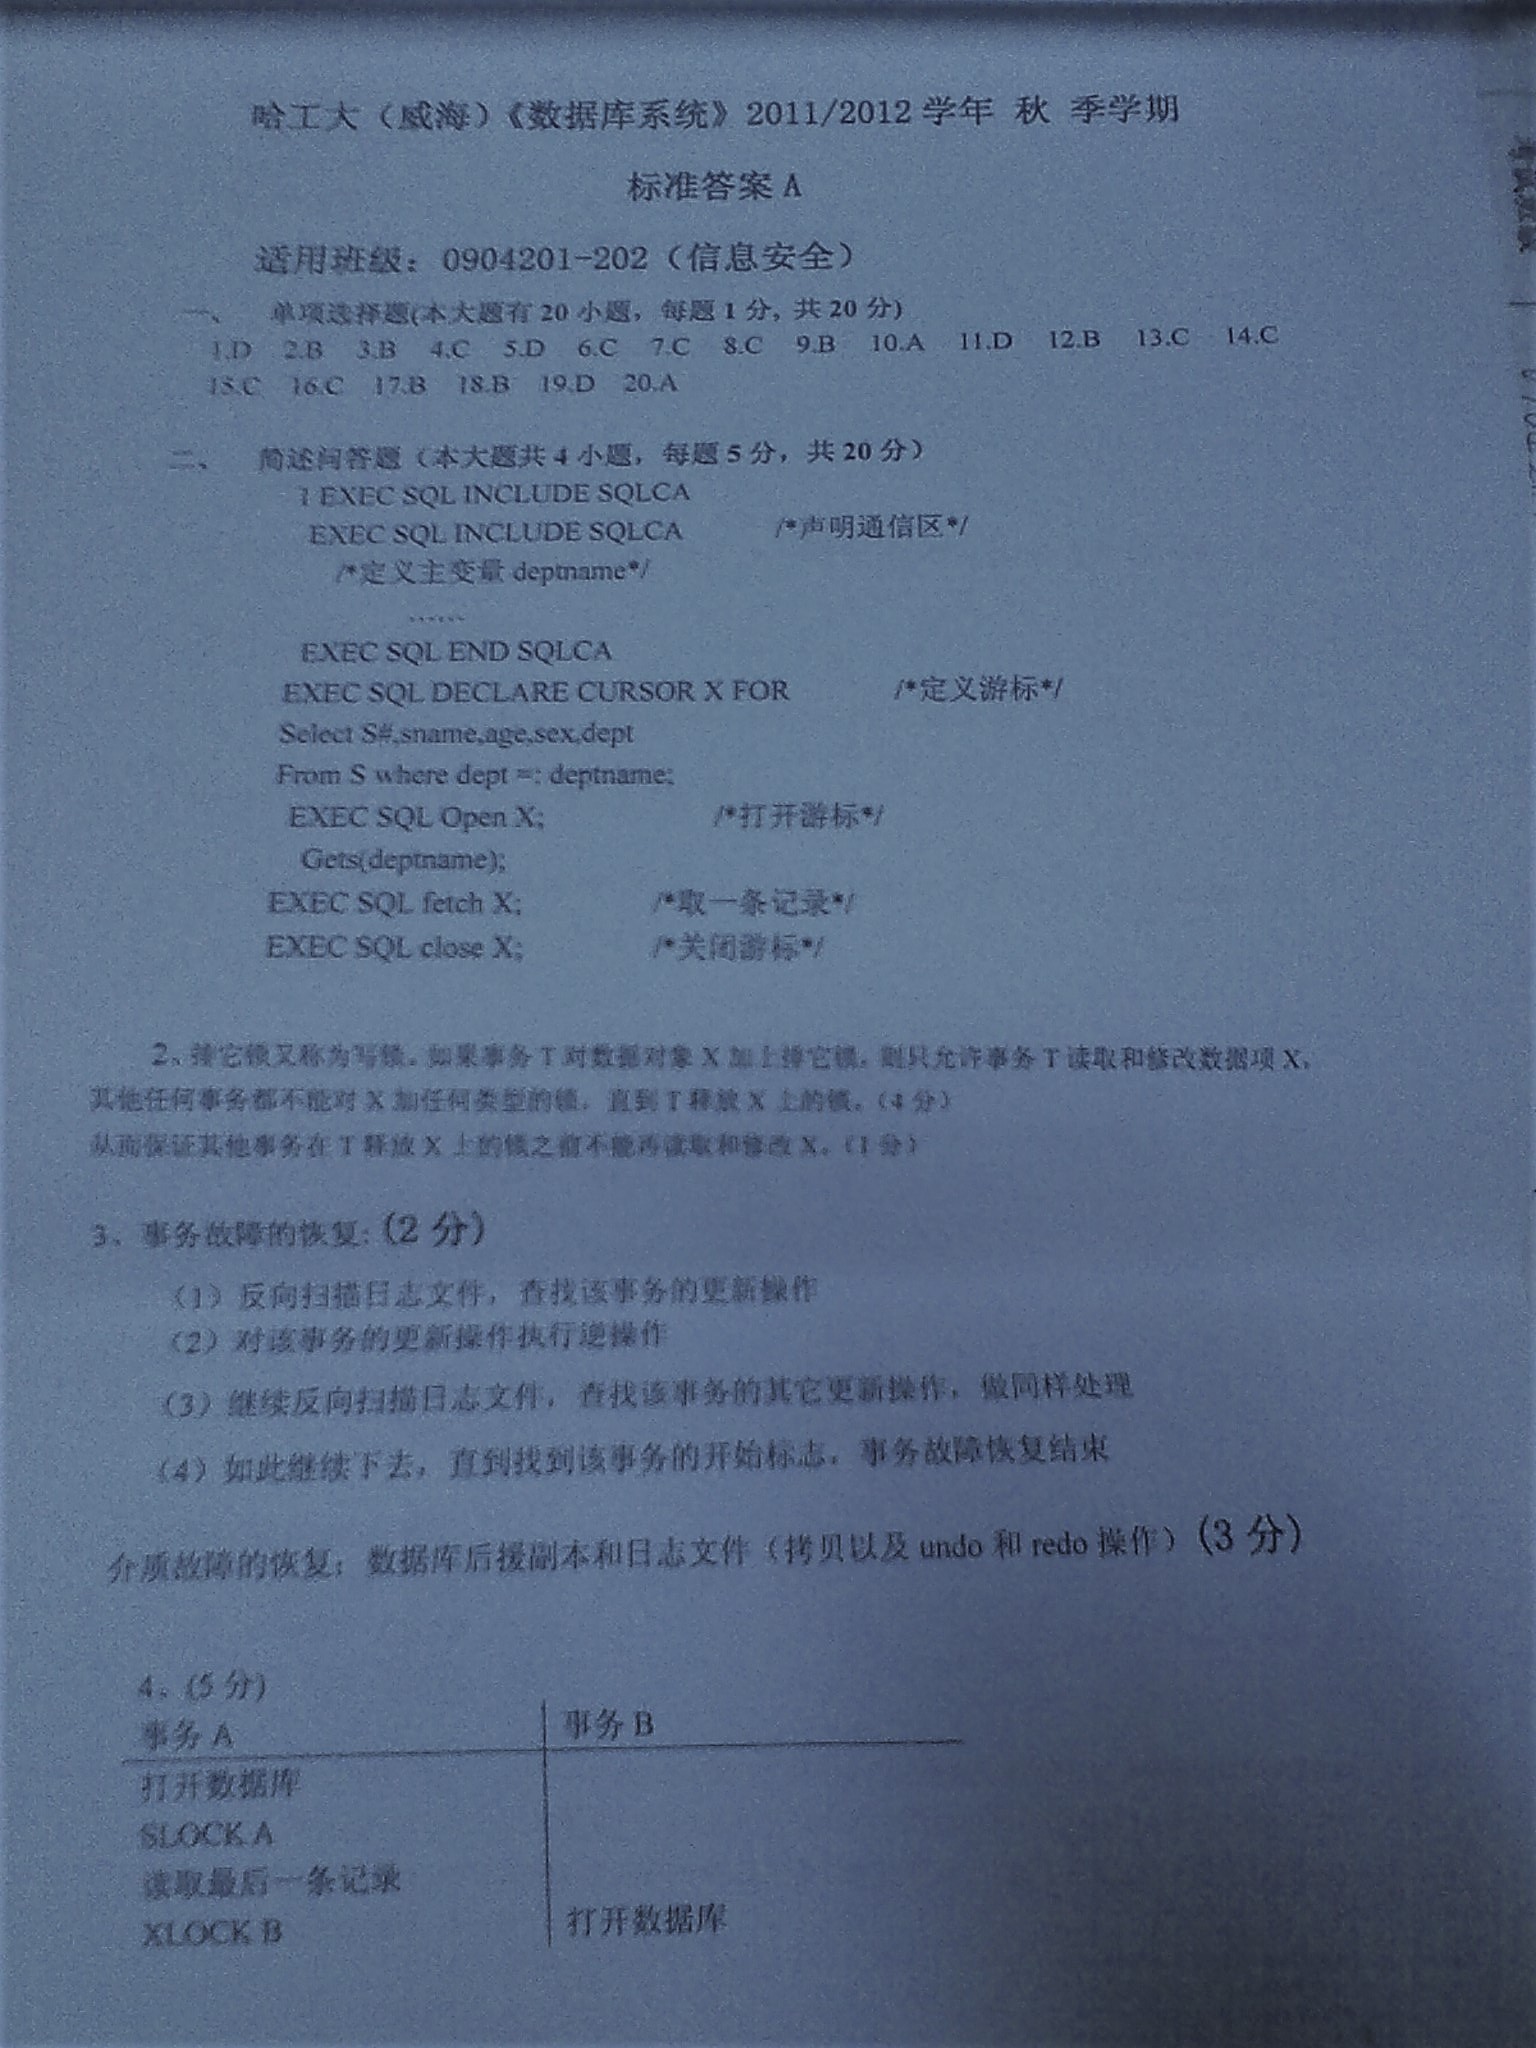 哈工大（威海）《数据库系统》2011/2012 学年 秋 季学期
标准答案 A
适用班级：0904201-202（信息安全）
一、 单项选择题(本大题有 20 小题，每题 1 分, 共 20 分)
1.D 2.B 3.B 4.C 5.D 6.C 7.C 8.C 9.B 10.A 11.D 12.B 13.C 14.C
15.C 16.C 17.B 18.B 19.D 20.A
二、 简述问答题（本大题共 4 小题，每题 5 分，共 20 分）
1 EXEC SQL INCLUDE SQLCA
EXEC SQL INCLUDE SQLCA /*声明通信区*/
/*定义主变量 deptname*/
……
EXEC SQL END SQLCA
EXEC SQL DECLARE CURSOR X FOR /*定义游标*/
Select S#,sname,age,sex,dept
From S where dept =: deptname;
EXEC SQL Open X; /*打开游标*/
Gets(deptname);
EXEC SQL fetch X; /*取一条记录*/
EXEC SQL close X; /*关闭游标*/
2、排它锁又称为写锁。如果事务 T 对数据对象 X 加上排它锁，则只允许事务 T 读取和修改数据项 X，
其他任何事务都不能对 X 加任何类型的锁，直到 T 释放 X 上的锁。（4 分）
从而保证其他事务在 T 释放 X 上的锁之前不能再读取和修改 X。（1 分）
3、事务故障的恢复:（2 分）
（1）反向扫描日志文件，查找该事务的更新操作
（2）对该事务的更新操作执行逆操作
（3）继续反向扫描日志文件，查找该事务的其它更新操作，做同样处理
（4）如此继续下去，直到找到该事务的开始标志，事务故障恢复结束
介质故障的恢复：数据库后援副本和日志文件（拷贝以及 undo 和 redo 操作）（3 分）
4、(5 分)
事务 A 事务 B
打开数据库
SLOCK A
读取最后一条记录
XLOCK B 打开数据库